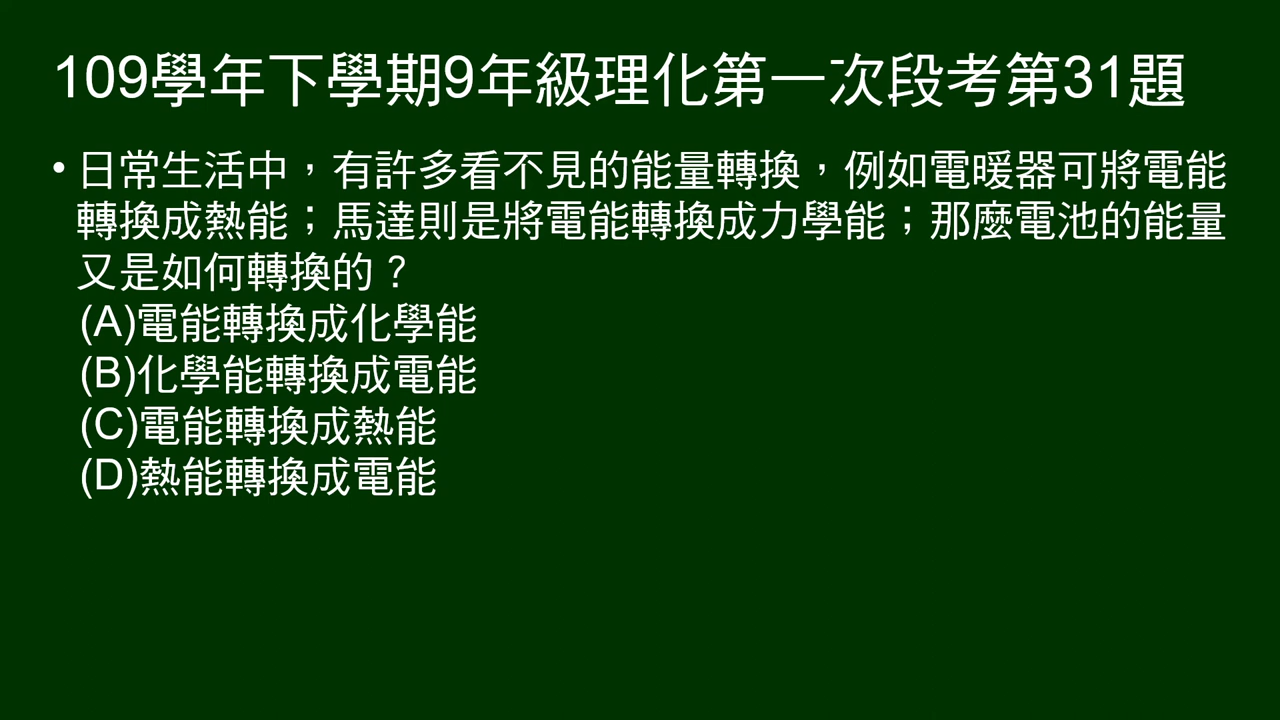 109學年下學期9年級理化第一次段考第31題
• 日常生活中，有許多看不見的能量轉換，例如電暖器可將電能
轉換成熱能；馬達則是將電能轉換成力學能；那麼電池的能量
又是如何轉換的？
(A)電能轉換成化學能
(B)化學能轉換成電能
(C)電能轉換成熱能
(D)熱能轉換成電能